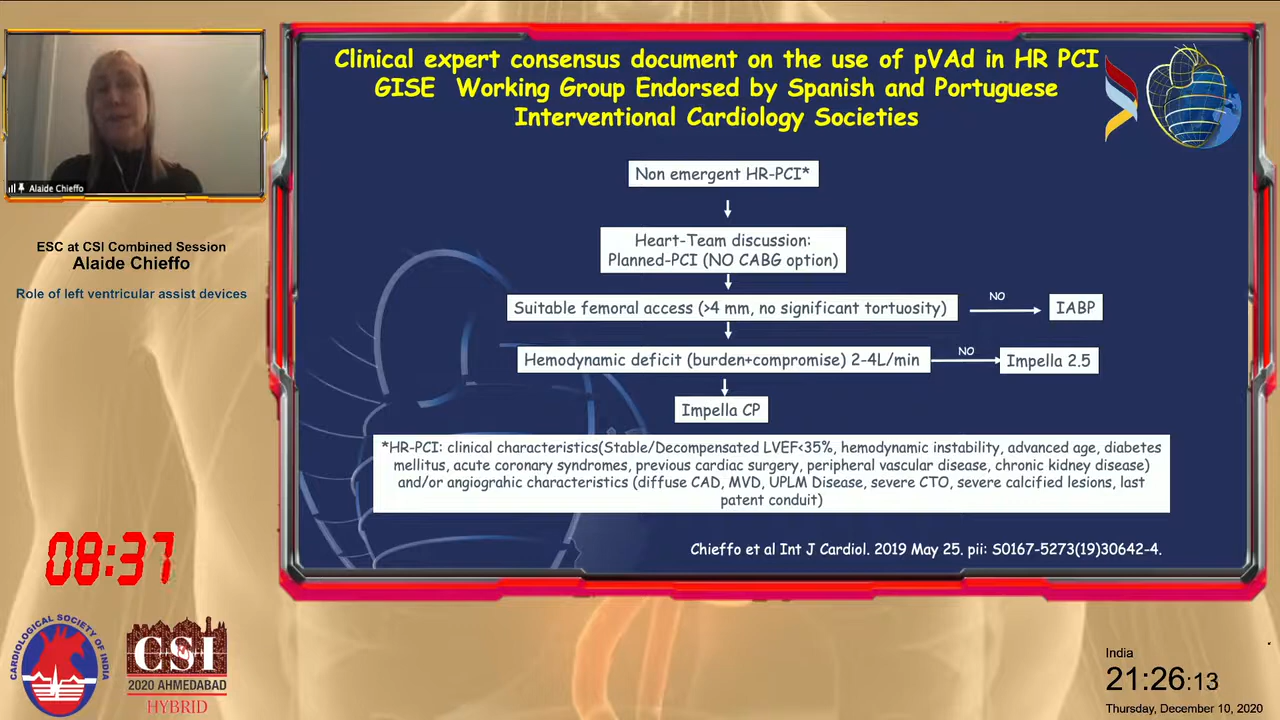 Alaide Chieffo
ESC at CSI Combined Session
Alaide Chieffo
Role of left ventricular assist devices
08:37
CARDIOLOGICAL SOCIETY OF INDIA
CSI
2020 AHMEDABAD
HYBRID
Clinical expert consensus document on the use of pVAd in HR PCI
GISE Working Group Endorsed by Spanish and Portuguese
Interventional Cardiology Societies
Non emergent HR-PCI*
Heart-Team discussion:
Planned-PCI (NO CABG option)
Suitable femoral access (>4 mm, no significant tortuosity)
NO
IABP
Hemodynamic deficit (burden+compromise) 2-4L/min
NO
Impella 2.5
Impella CP
*HR-PCI: clinical characteristics(Stable/Decompensated LVEF<35%, hemodynamic instability, advanced age, diabetes
mellitus, acute coronary syndromes, previous cardiac surgery, peripheral vascular disease, chronic kidney disease)
and/or angiograhic characteristics (diffuse CAD, MVD, UPLM Disease, severe CTO, severe calcified lesions, last
patent conduit)
Chieffo et al Int J Cardiol. 2019 May 25. pii: S0167-5273(19)30642-4.
India
21:26:13
Thursday, December 10, 2020